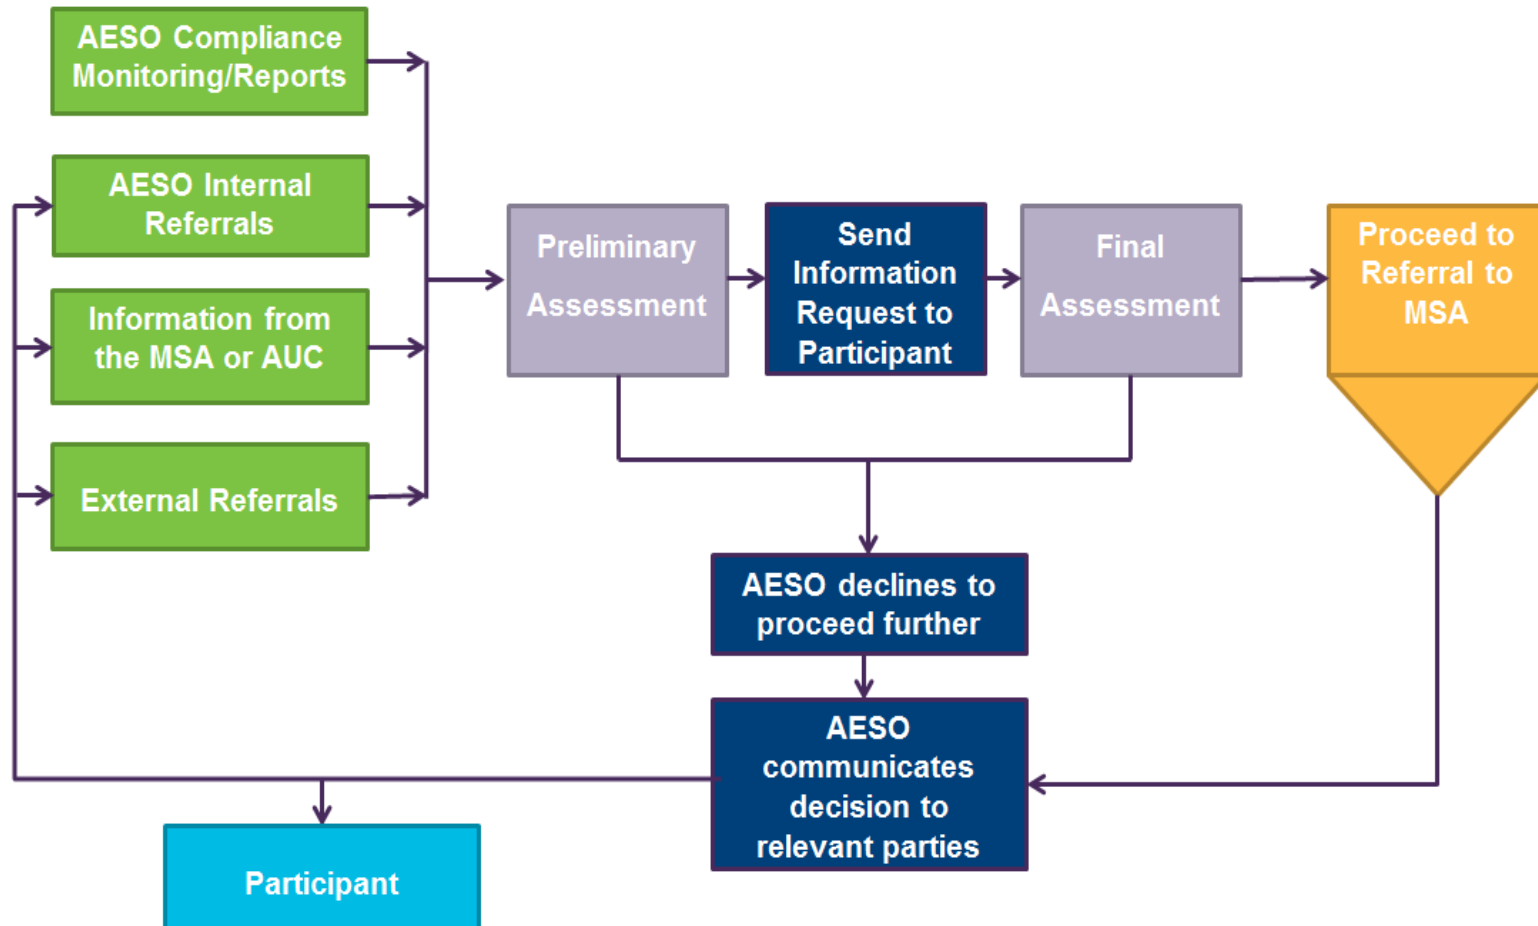 AESO Compliance
Monitoring/Reports
AESO Internal
Referrals
Information from
the MSA or AUC
External Referrals
Preliminary
Assessment
Send
Information
Request to
Participant
Final
Assessment
Proceed to
Referral to
MSA
AESO declines to
proceed further
AESO
communicates
decision to
relevant parties
Participant